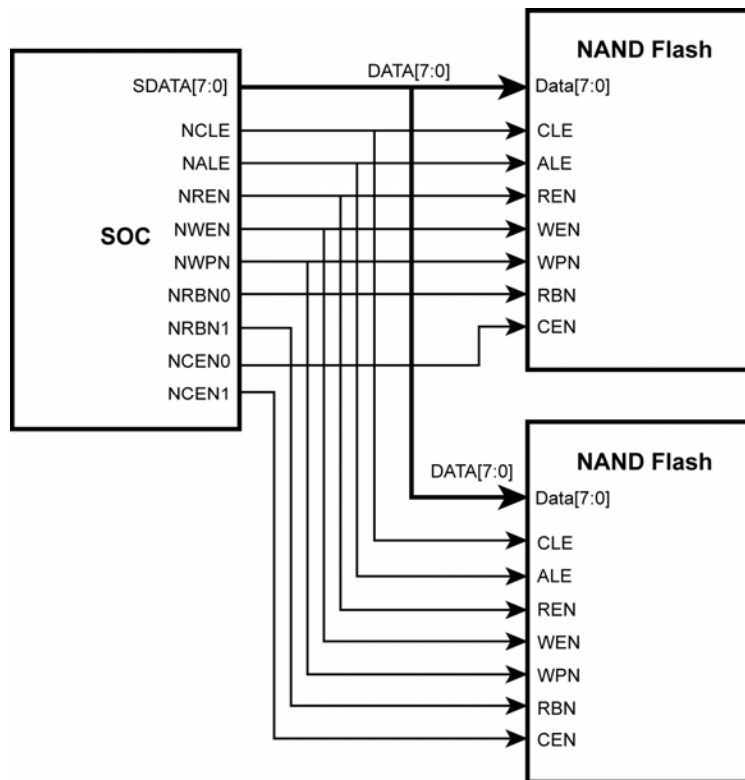 SOC
SDATA[7:0]
NCLE
NALE
NREN
NWEN
NWPN
NRBN0
NRBN1
NCEN0
NCEN1
DATA[7:0]
NAND Flash
Data[7:0]
CLE
ALE
REN
WEN
WPN
RBN
CEN
DATA[7:0]
NAND Flash
Data[7:0]
CLE
ALE
REN
WEN
WPN
RBN
CEN